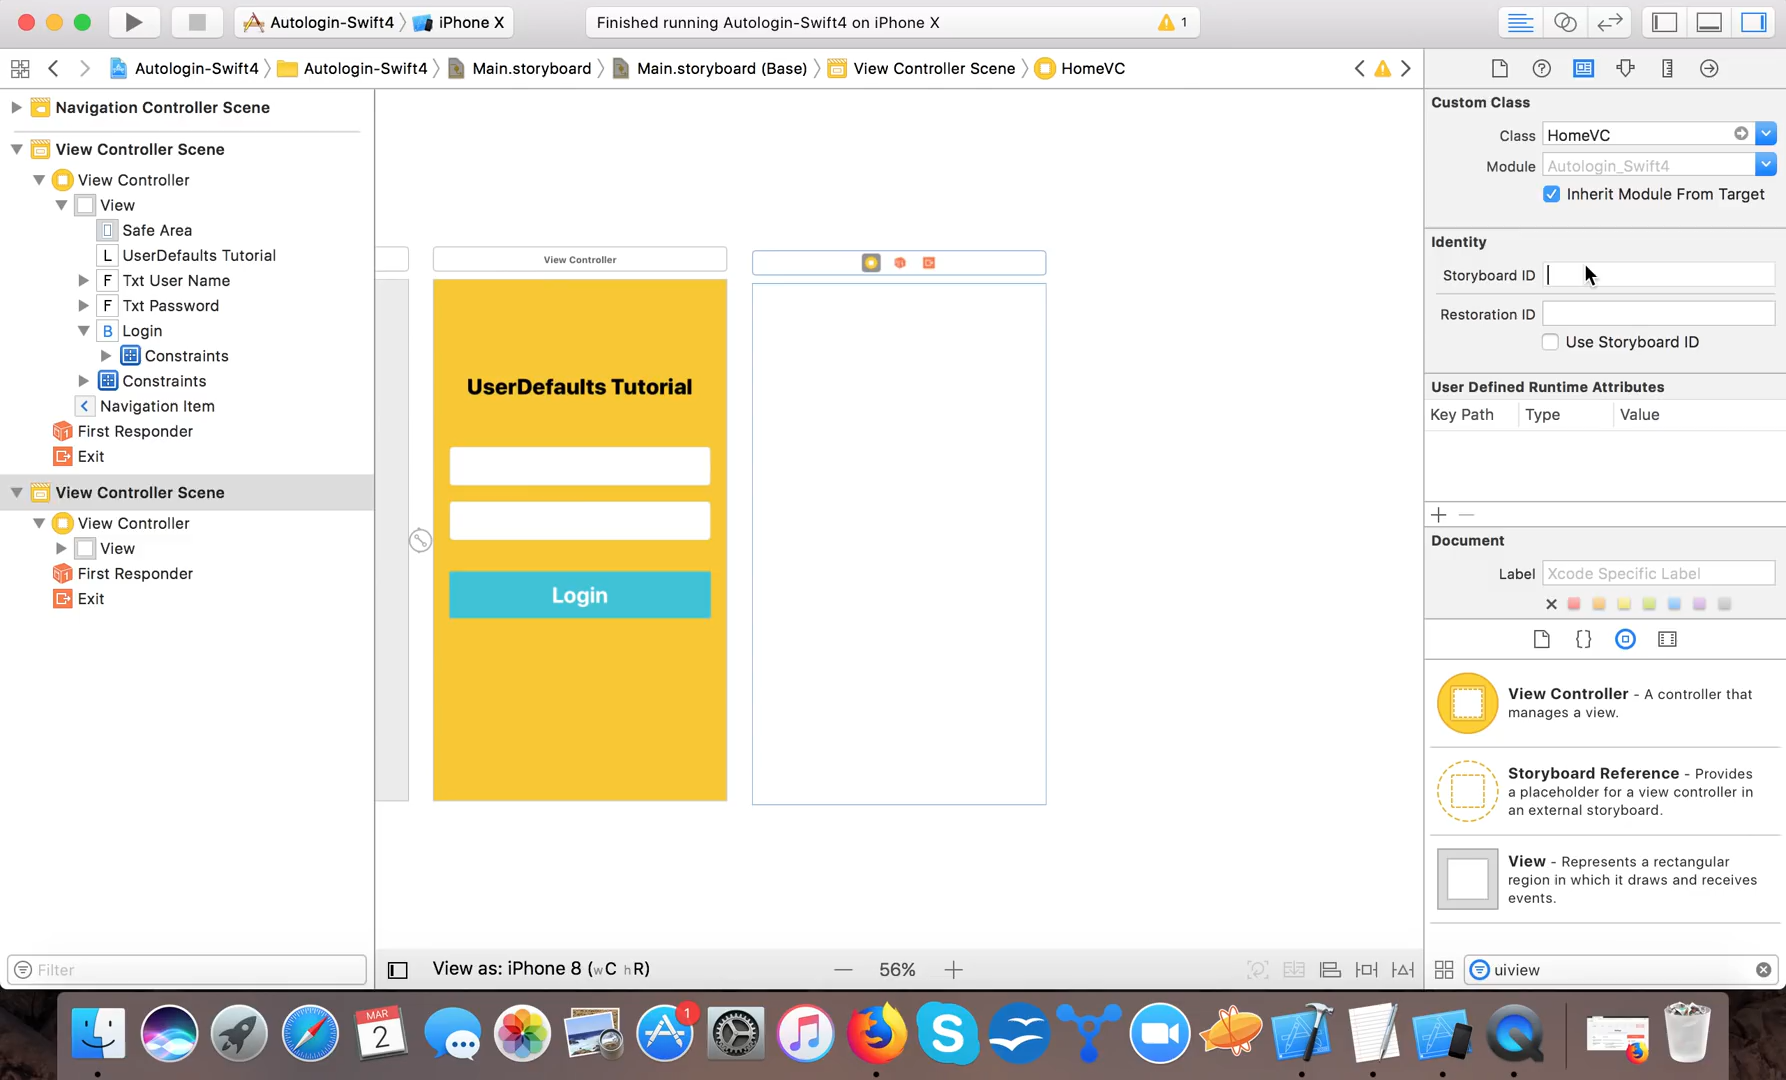 Autologin-Swift4 〉 iPhone X
Finished running Autologin-Swift4 on iPhone X
1
Autologin-Swift4 〉 Autologin-Swift4 〉 Main.storyboard 〉 Main.storyboard (Base) 〉 View Controller Scene 〉 HomeVC
Navigation Controller Scene
View Controller Scene
View Controller
View
Safe Area
L UserDefaults Tutorial
F Txt User Name
F Txt Password
B Login
Constraints
Constraints
Navigation Item
First Responder
Exit
View Controller Scene
View Controller
View
First Responder
Exit
Filter
View Controller
UserDefaults Tutorial
Login
View as: iPhone 8 (wC hR)
— 56% +
Custom Class
Class HomeVC
Module Autologin_Swift4
Inherit Module From Target
Identity
Storyboard ID
Restoration ID
Use Storyboard ID
User Defined Runtime Attributes
Key Path Type Value
Document
Label Xcode Specific Label
View Controller - A controller that
manages a view.
Storyboard Reference - Provides
a placeholder for a view controller in
an external storyboard.
View - Represents a rectangular
region in which it draws and receives
events.
uiview
MAR
2
1